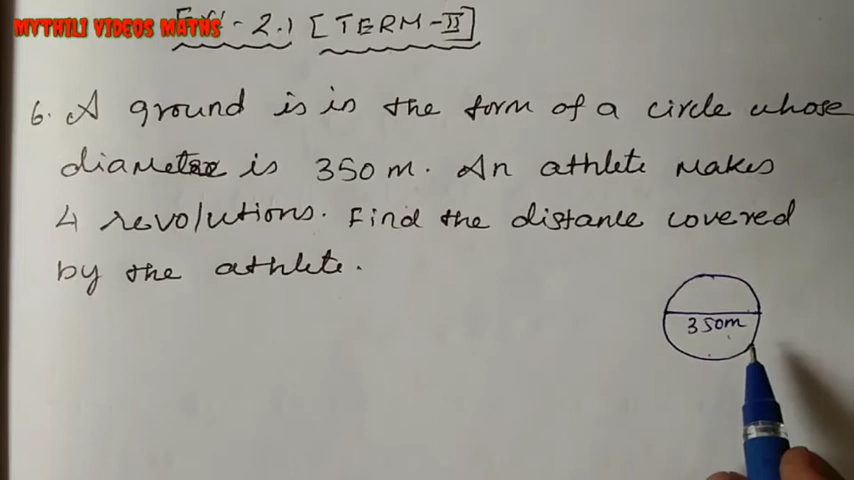 MYTHILI VIDEOS MATHS
- 2.1 [TERM-II]
6. A ground is in the form of a circle whose
diameter is 350 m. An athlete makes
4 revolutions. Find the distance covered
by the athlete.
350m